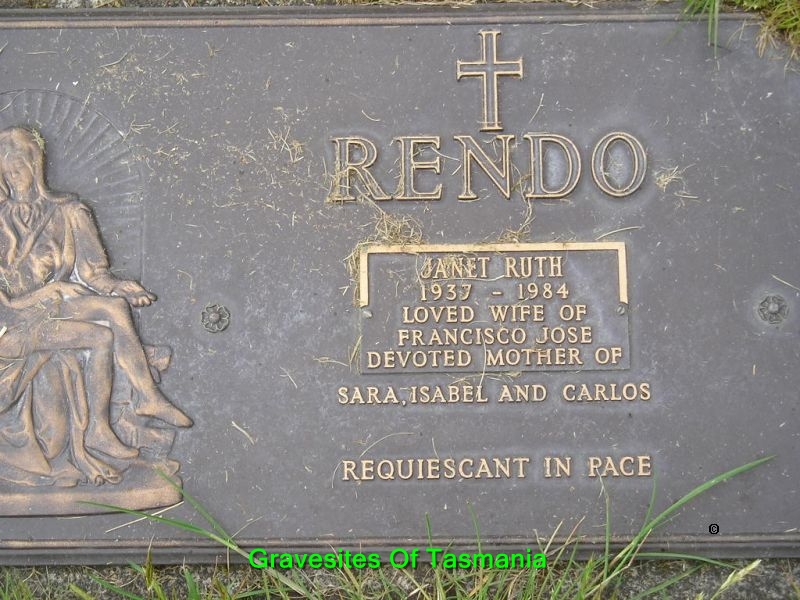 RENDO
JANET RUTH
1937 - 1984
LOVED WIFE OF
FRANCISCO JOSE
DEVOTED MOTHER OF
SARA, ISABEL AND CARLOS
REQUIESCANT IN PACE
©
Gravesites Of Tasmania